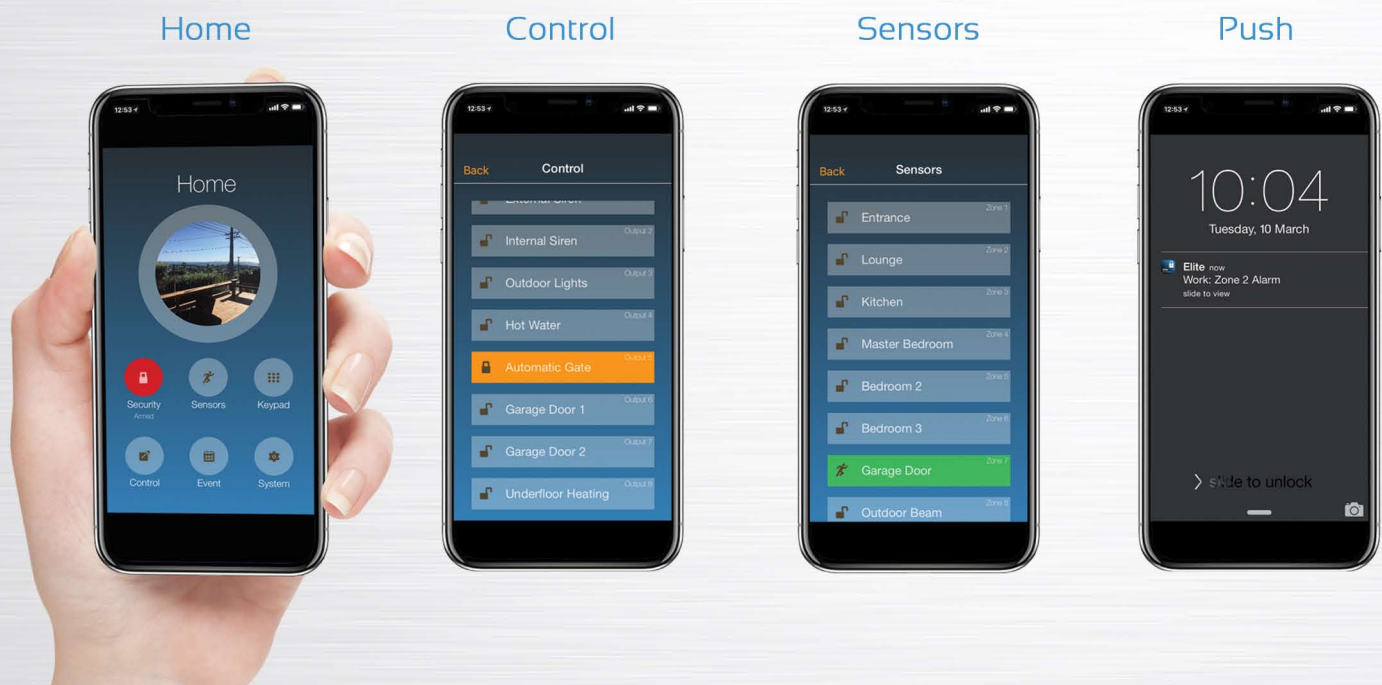 Home
Control
Sensors
Push
12:53
Home
Security
Armed
Sensors
Keypad
Control
Event
System
12:53
Back
Control
External Siren
Internal Siren
Output 2
Outdoor Lights
Output 3
Hot Water
Output 4
Automatic Gate
Output 5
Garage Door 1
Output 6
Garage Door 2
Output 7
Underfloor Heating
Output 8
12:53
Back
Sensors
Entrance
Zone 1
Lounge
Zone 2
Kitchen
Zone 3
Master Bedroom
Zone 4
Bedroom 2
Zone 5
Bedroom 3
Zone 6
Garage Door
Zone 7
Outdoor Beam
Zone 8
12:53
10:04
Tuesday, 10 March
Elite now
Work: Zone 2 Alarm
slide to view
slide to unlock